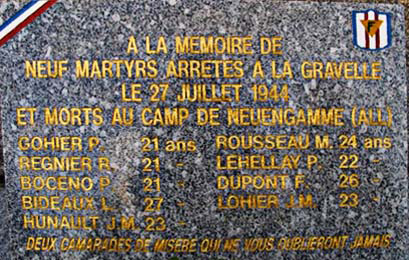 A LA MEMOIRE DE
NEUF MARTYRS ARRETES A LA GRAVELLE
LE 27 JUILLET 1944
ET MORTS AU CAMP DE NEUENGAMME (ALL)
GOHIER P. 21 ans ROUSSEAU M. 24 ans
REGNIER R. 21 - LEHELLAY P. 22 -
BOCENO P. 21 - DUPONT F. 26 -
BIDEAUX L. 27 - LOHIER J.M. 23 -
HUNAULT J.M. 23 -
DEUX CAMARADES DE MISERE QUI NE VOUS OUBLIERONT JAMAIS